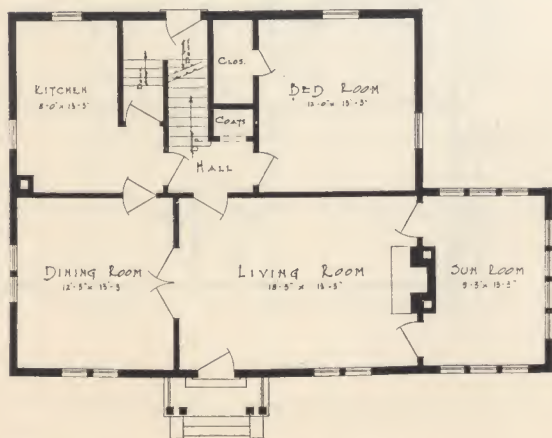 KITCHEN
8'-0" x 13'-3"
CLOS.
BED ROOM
12'-0" x 13'-3"
COATS
HALL
DINING ROOM
12'-3" x 13'-3
LIVING ROOM
18'-3" x 13'-3"
SUN ROOM
9-3" x 13-3"